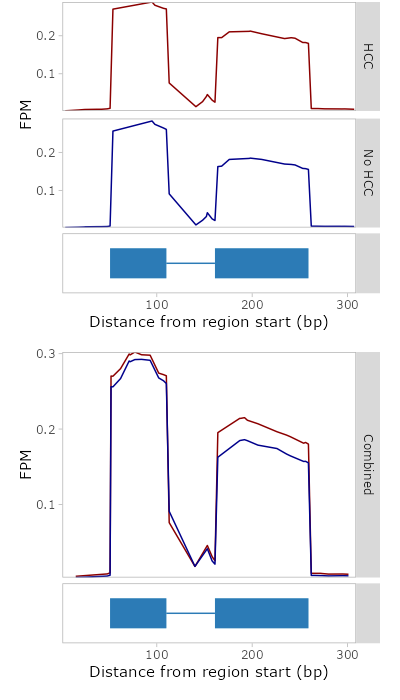 HCC
0.2
0.1
FPM
No HCC
0.2
0.1
100 200 300
Distance from region start (bp)
0.3
0.2
0.1
FPM
Combined
100 200 300
Distance from region start (bp)